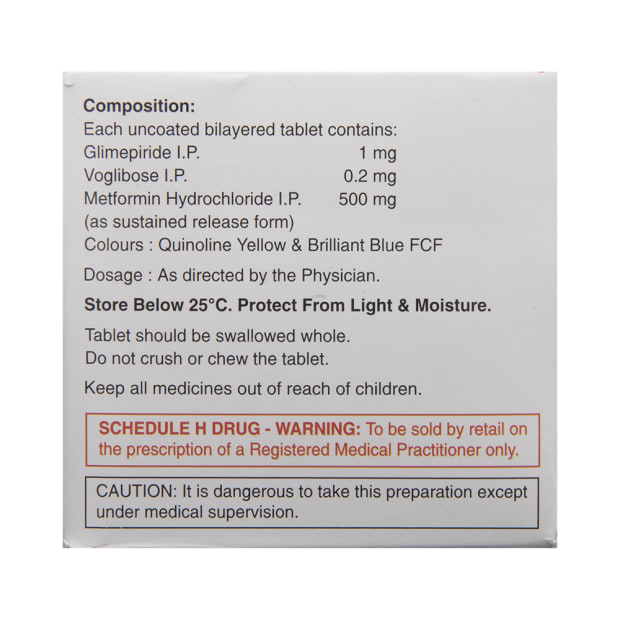 Composition:
Each uncoated bilayered tablet contains:
Glimepiride I.P. 1 mg
Voglibose I.P. 0.2 mg
Metformin Hydrochloride I.P. 500 mg
(as sustained release form)
Colours : Quinoline Yellow & Brilliant Blue FCF
Dosage : As directed by the Physician.
Store Below 25°C. Protect From Light & Moisture.
Tablet should be swallowed whole.
Do not crush or chew the tablet.
Keep all medicines out of reach of children.
SCHEDULE H DRUG - WARNING: To be sold by retail on
the prescription of a Registered Medical Practitioner only.
CAUTION: It is dangerous to take this preparation except
under medical supervision.